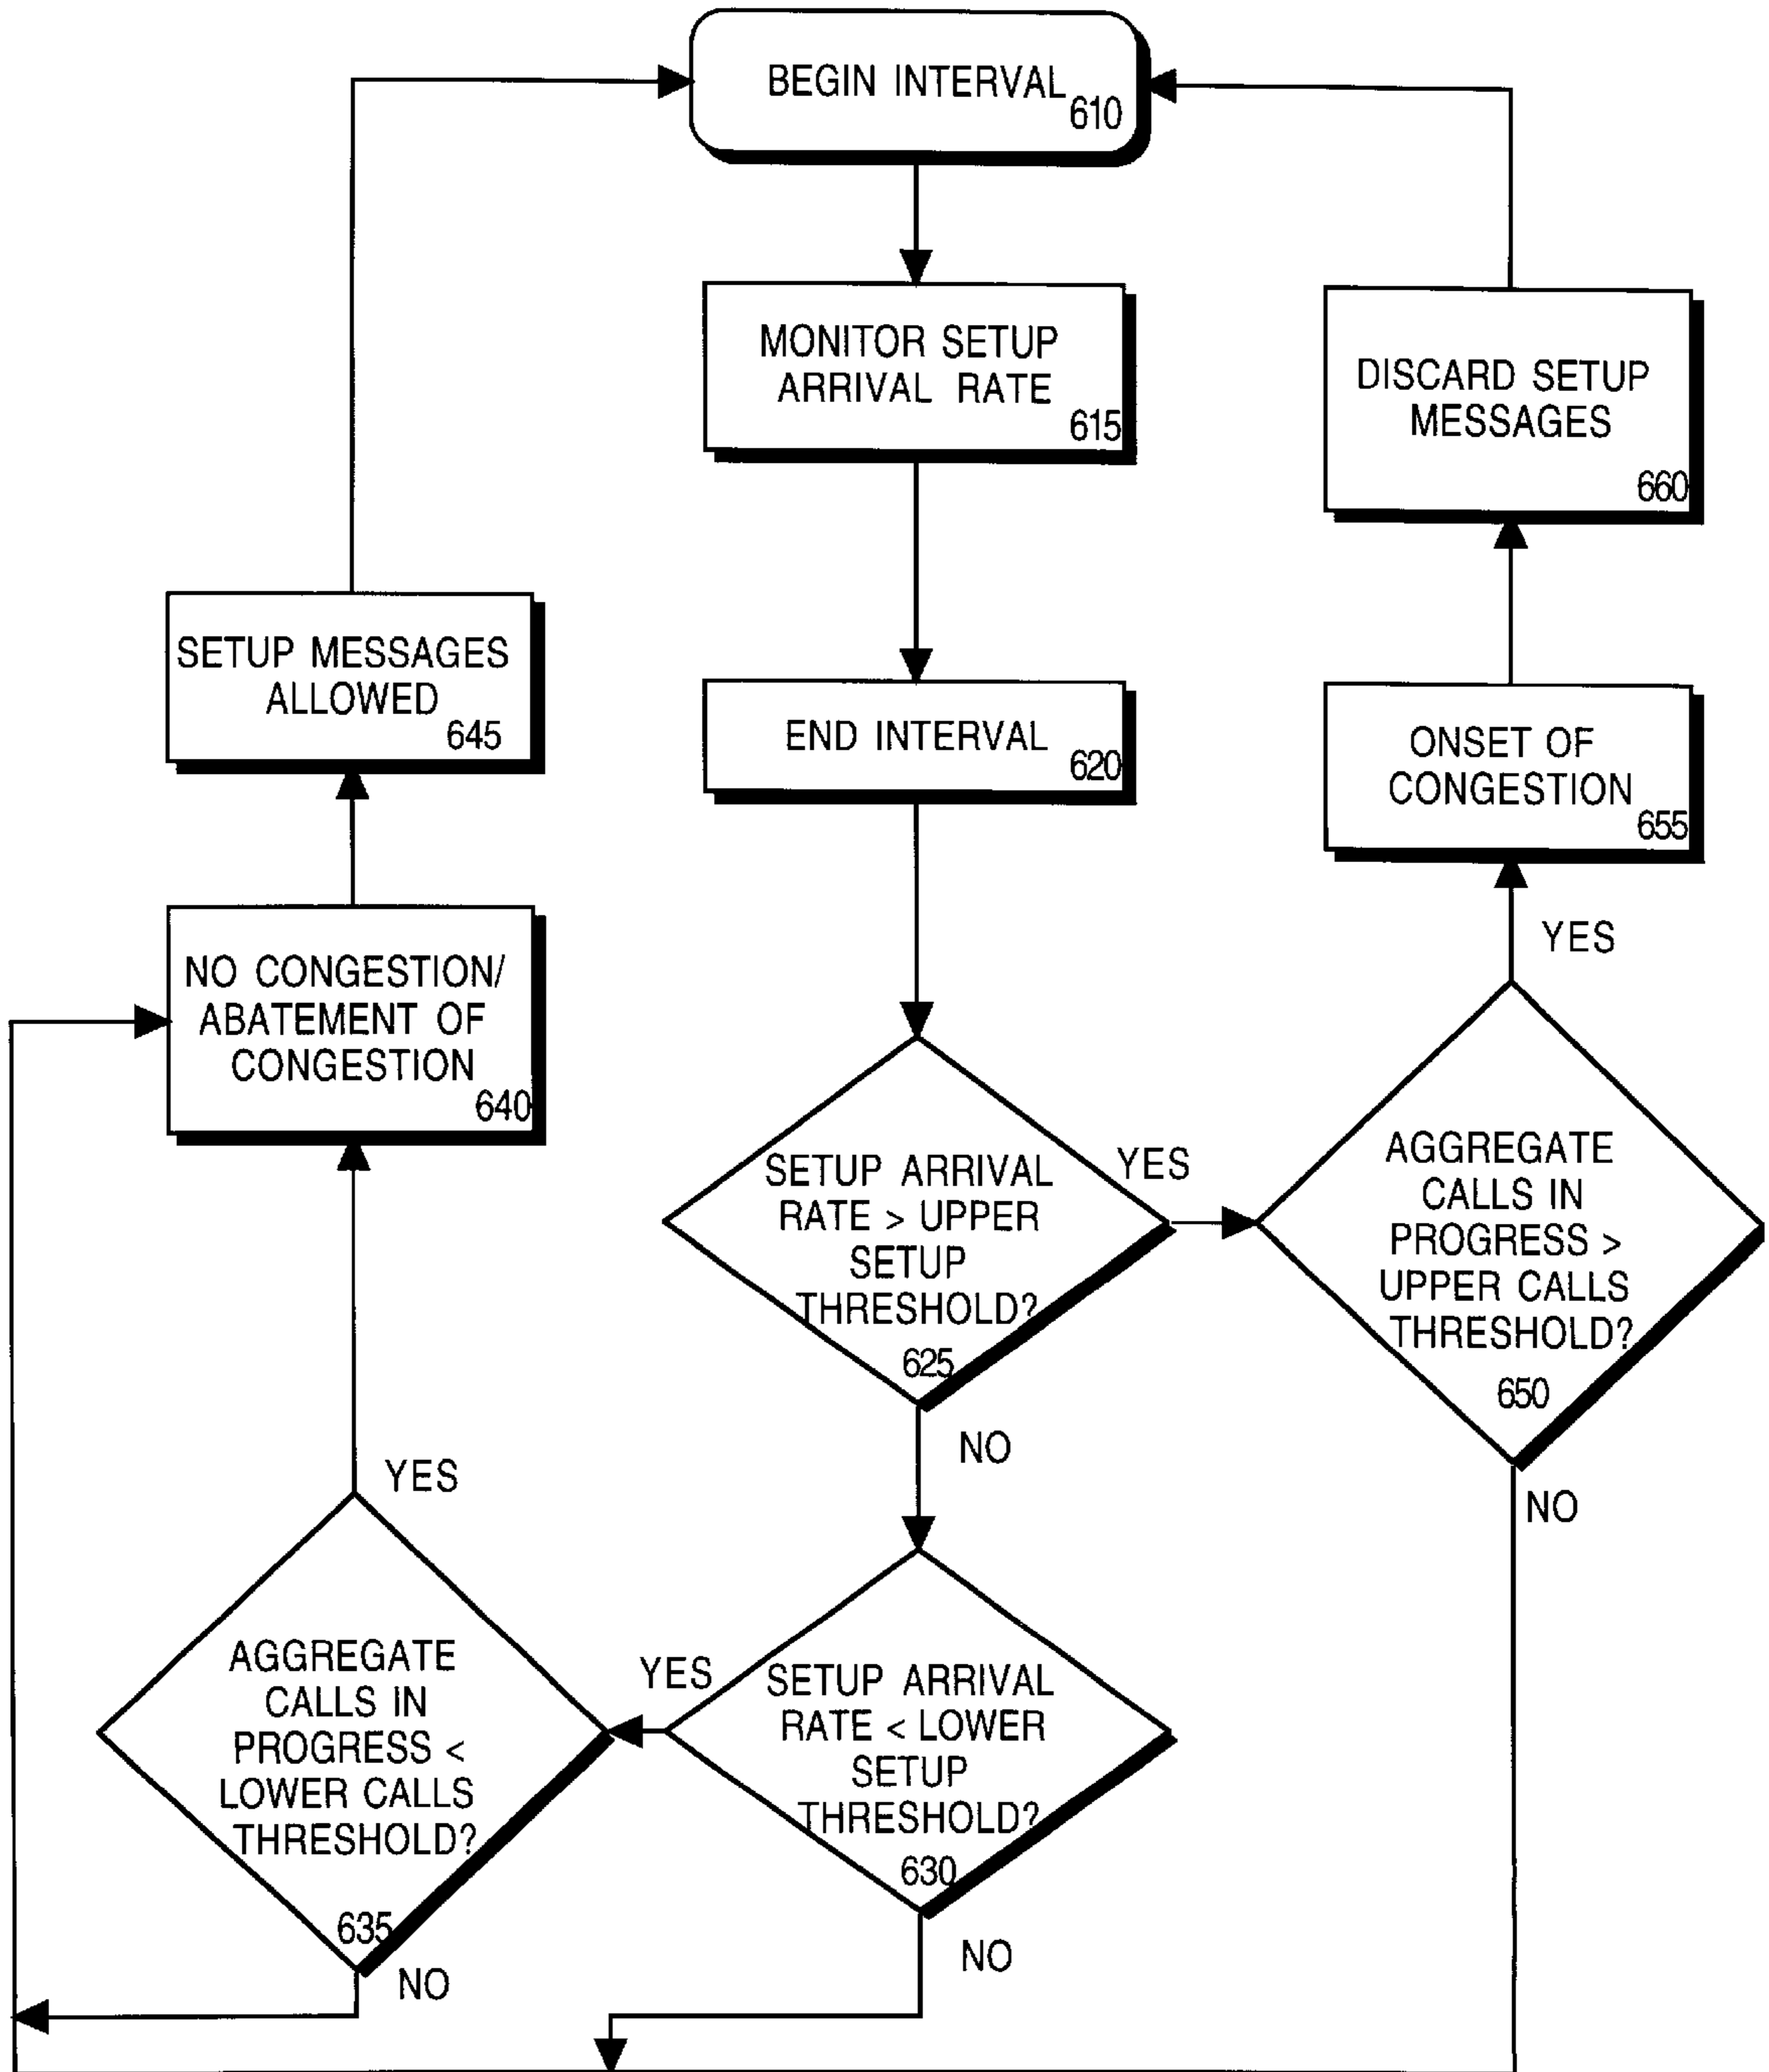 BEGIN INTERVAL
610
MONITOR SETUP
ARRIVAL RATE
615
DISCARD SETUP
MESSAGES
660
SETUP MESSAGES
ALLOWED
645
END INTERVAL
620
ONSET OF
CONGESTION
655
YES
NO CONGESTION/
ABATEMENT OF
CONGESTION
640
SETUP ARRIVAL
RATE > UPPER
SETUP
THRESHOLD?
625
YES
AGGREGATE
CALLS IN
PROGRESS >
UPPER CALLS
THRESHOLD?
650
NO
NO
YES
AGGREGATE
CALLS IN
PROGRESS <
LOWER CALLS
THRESHOLD?
635
YES
SETUP ARRIVAL
RATE < LOWER
SETUP
THRESHOLD?
630
NO
NO